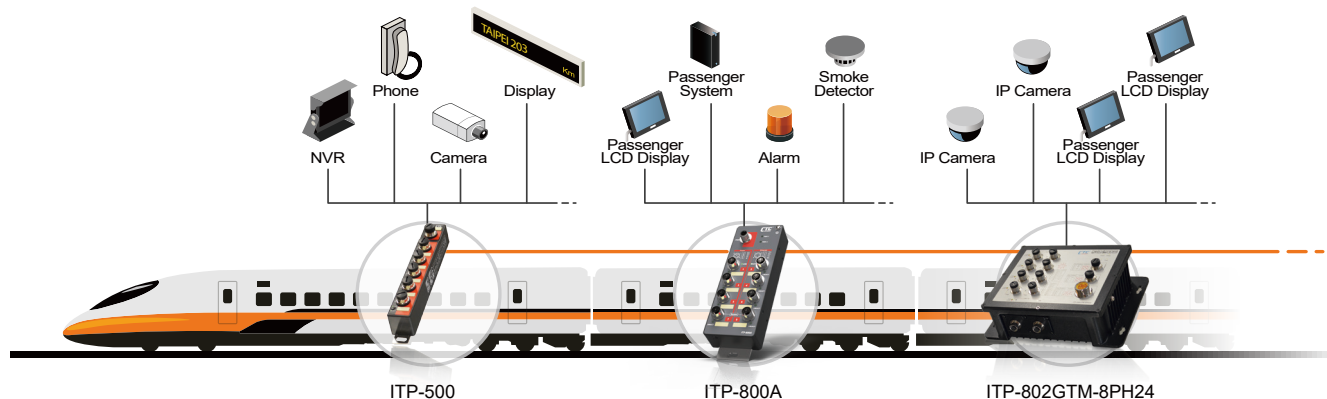 TAIPEI 203
Km
Phone
Display
NVR
Camera
Passenger
System
Smoke
Detector
Passenger
LCD Display
Alarm
IP Camera
Passenger
LCD Display
IP Camera
Passenger
LCD Display
CTC
ITP-500
ITP-800A
ITP-802GTM-8PH24